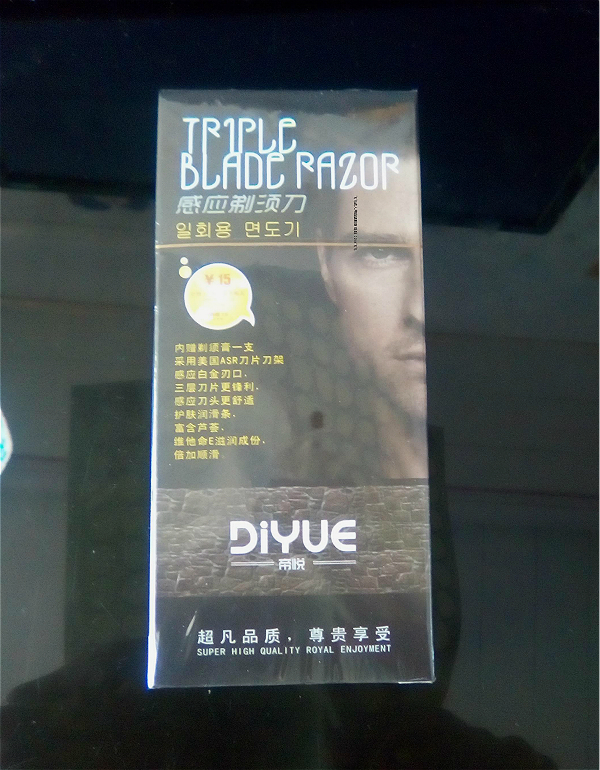 TRIPLE
BLADE RAZOR
感应剃须刀
일회용 면도기
¥ 15
内赠剃须膏一支
采用美国ASR刀片刀架
感应白金刃口、
三层刀片更锋利、
感应刀头更舒适
护肤润滑条、
富含芦荟、
维他命E滋润成份、
倍加顺滑
DiYUE
帝悦
超凡品质，尊贵享受
SUPER HIGH QUALITY ROYAL ENJOYMENT